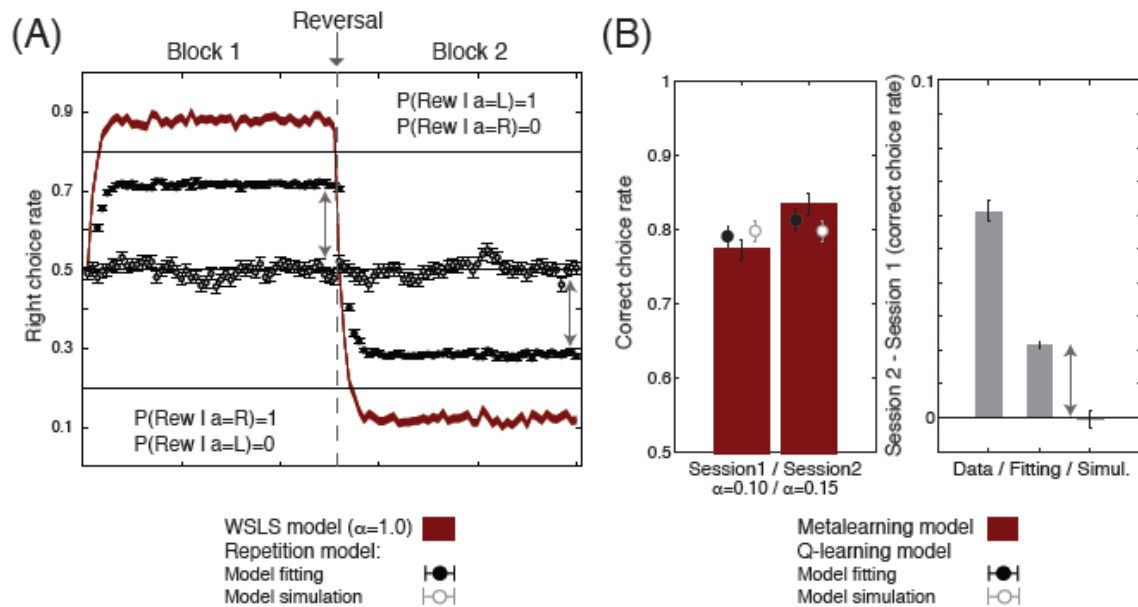 (A)
Reversal
Block 1
Block 2
P(Rew I a=L)=1
P(Rew I a=R)=0
0.9
0.7
0.5
0.3
0.1
Right choice rate
P(Rew I a=R)=1
P(Rew I a=L)=0
WSLS model (α=1.0)
Repetition model:
Model fitting
Model simulation
(B)
1
0.9
0.8
0.7
0.6
0.5
Correct choice rate
Session1 / Session2
α=0.10 / α=0.15
0.1
0
Session 2 - Session 1 (correct choice rate)
Data / Fitting / Simul.
Metalearning model
Q-learning model
Model fitting
Model simulation